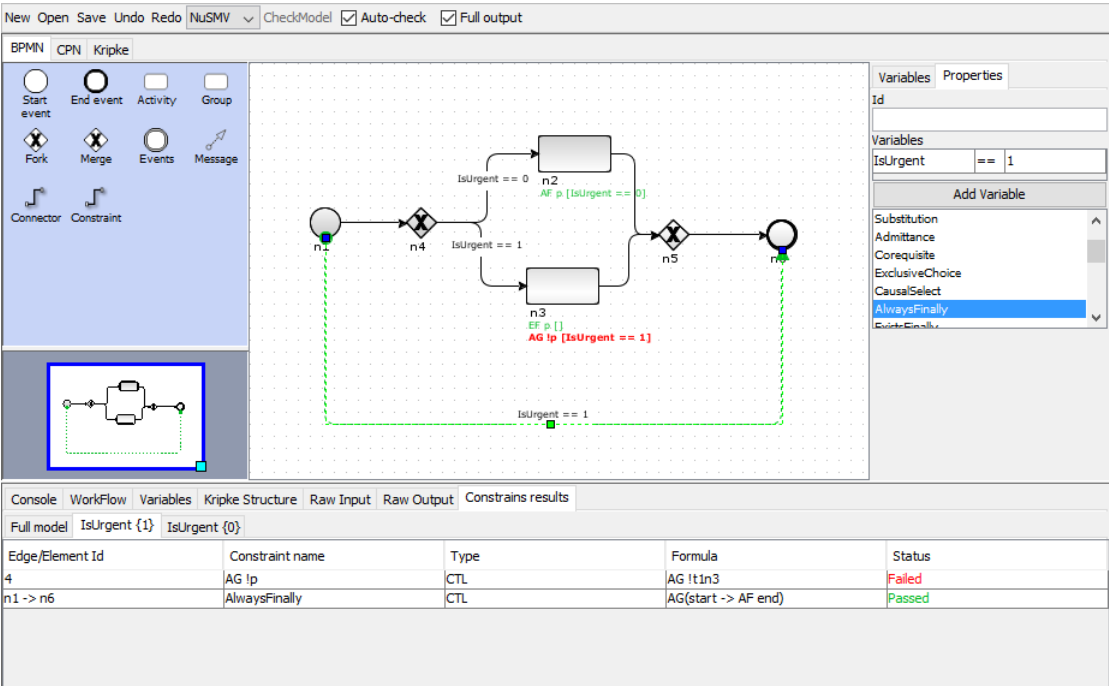 New Open Save Undo Redo NuSMV CheckModel Auto-check Full output
BPMN CPN Kripke
Start event
End event
Activity
Group
Fork
Merge
Events
Message
Connector
Constraint
IsUrgent == 0
n2
AF p [IsUrgent == 0]
n4
IsUrgent == 1
n5
n3
EF p []
AG !p [IsUrgent == 1]
IsUrgent == 1
Variables Properties
Id
Variables
IsUrgent == 1
Add Variable
Substitution
Admittance
Corequisite
ExclusiveChoice
CausalSelect
AlwaysFinally
ExistsFinally
Console WorkFlow Variables Kripke Structure Raw Input Raw Output Constrains results
Full model IsUrgent {1} IsUrgent {0}
Edge/Element Id Constraint name Type Formula Status
4 AG !p CTL AG !t1n3 Failed
n1 -> n6 AlwaysFinally CTL AG(start -> AF end) Passed